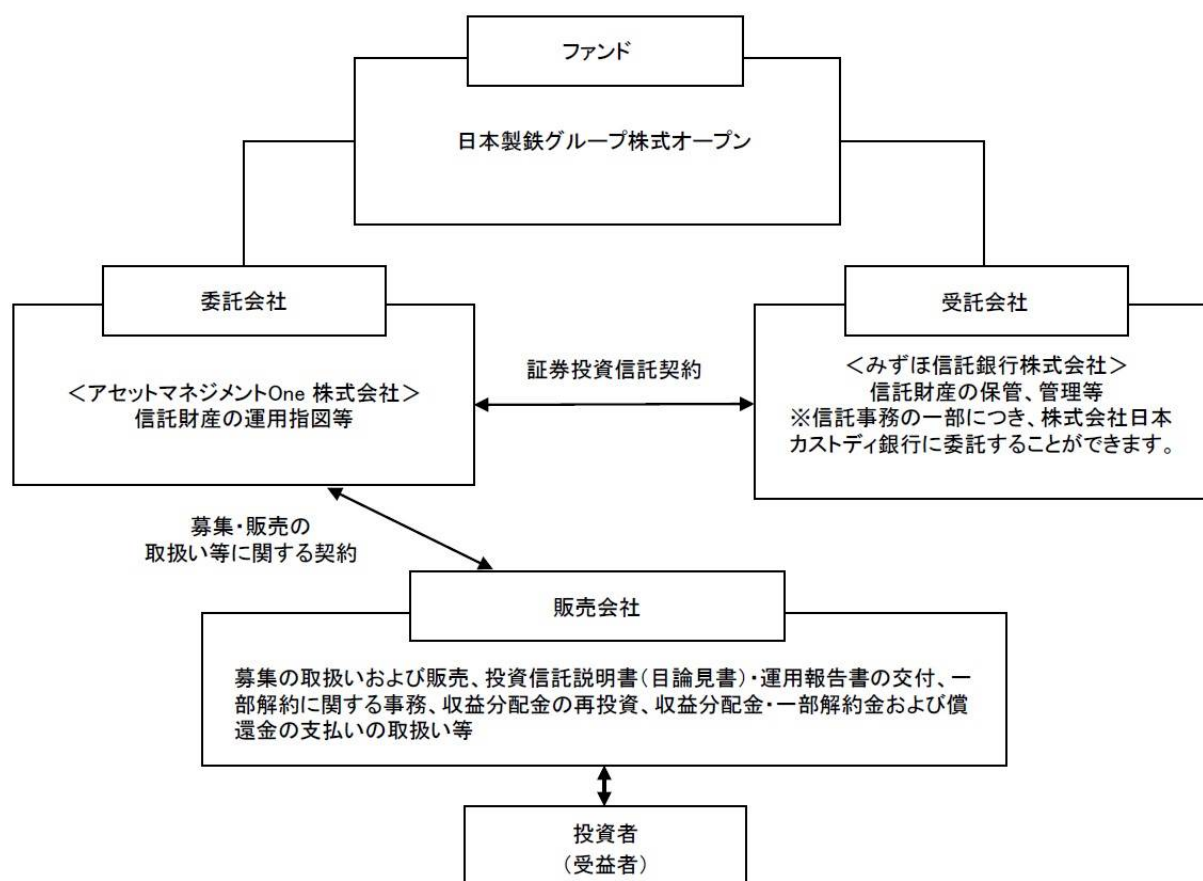 ファンド
日本製鉄グループ株式オープン
委託会社
＜アセットマネジメントOne 株式会社＞
信託財産の運用指図等
証券投資信託契約
受託会社
＜みずほ信託銀行株式会社＞
信託財産の保管、管理等
※信託事務の一部につき、株式会社日本
カストディ銀行に委託することができます。
募集・販売の
取扱い等に関する契約
販売会社
募集の取扱いおよび販売、投資信託説明書（目論見書）・運用報告書の交付、一
部解約に関する事務、収益分配金の再投資、収益分配金・一部解約金および償
還金の支払いの取扱い等
投資者
（受益者）